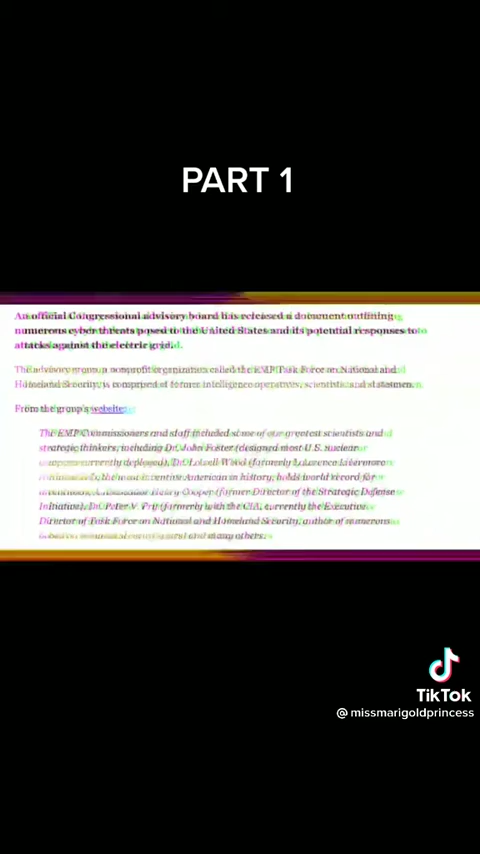 PART 1
An official Congressional advisory board has released a document outlining
numerous cyber threats posed to the United States and its potential responses to
attacks against the electric grid.
The advisory group, a nonprofit organization called the EMP Task Force on National and
Homeland Security, is comprised of former intelligence operatives, scientists, and statesmen.
From the group's website:
The EMP Commissioners and staff included some of our greatest scientists and
strategic thinkers, including Dr. John Foster (designed most U.S. nuclear
weapons currently deployed), Dr. Lowell Wood (formerly Lawrence Livermore
the most inventive American in history, holds world record for
inventions), Ambassador Henry Cooper (former Director of the Strategic Defense
Initiative), Dr. Peter V. Pry (formerly with the CIA, currently the Executive
Director of Task Force on National and Homeland Security, author of numerous
books and many others.
TikTok
@missmarigoldprincess